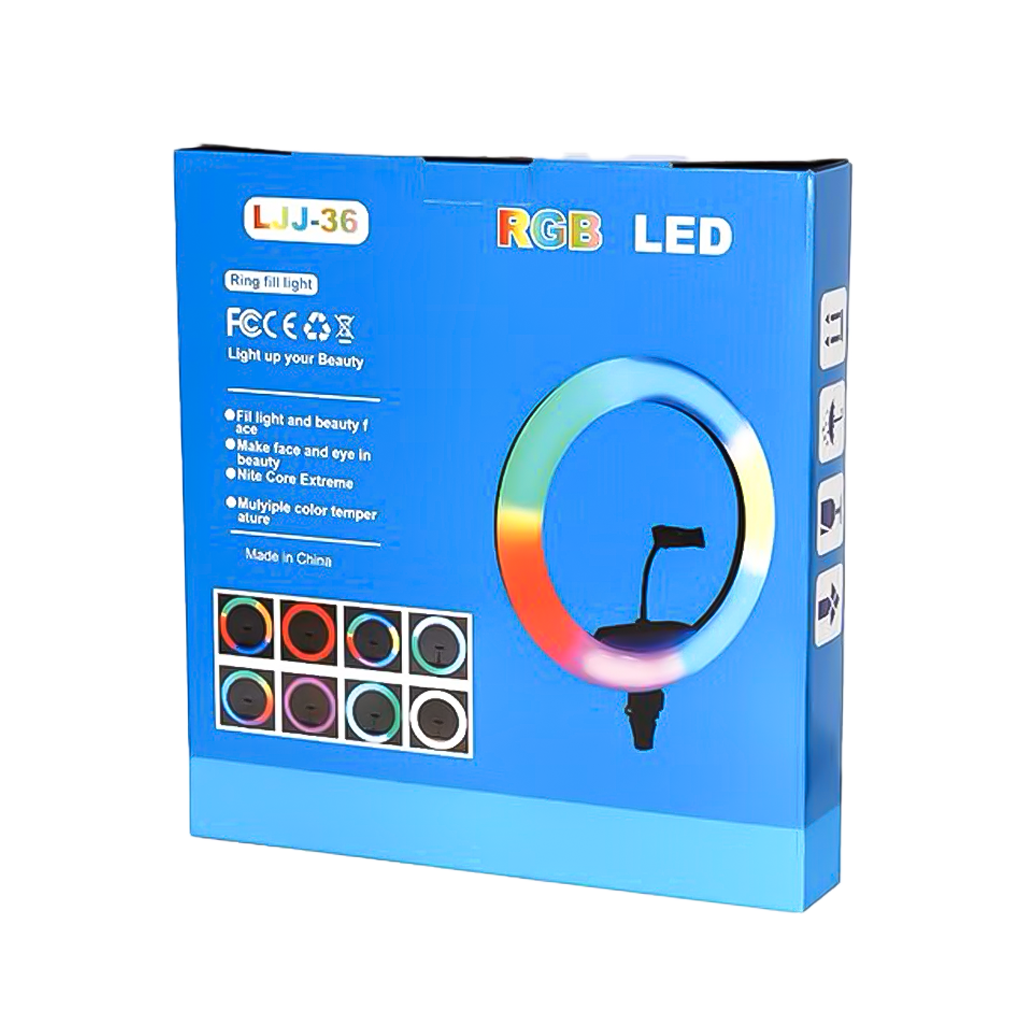 LJJ-36
RGB LED
Ring fill light
FC CE
Light up your Beauty
Fil light and beauty f
ace
Make face and eye in
beauty
Nite Core Extreme
Mulyiple color temper
ature
Made in China